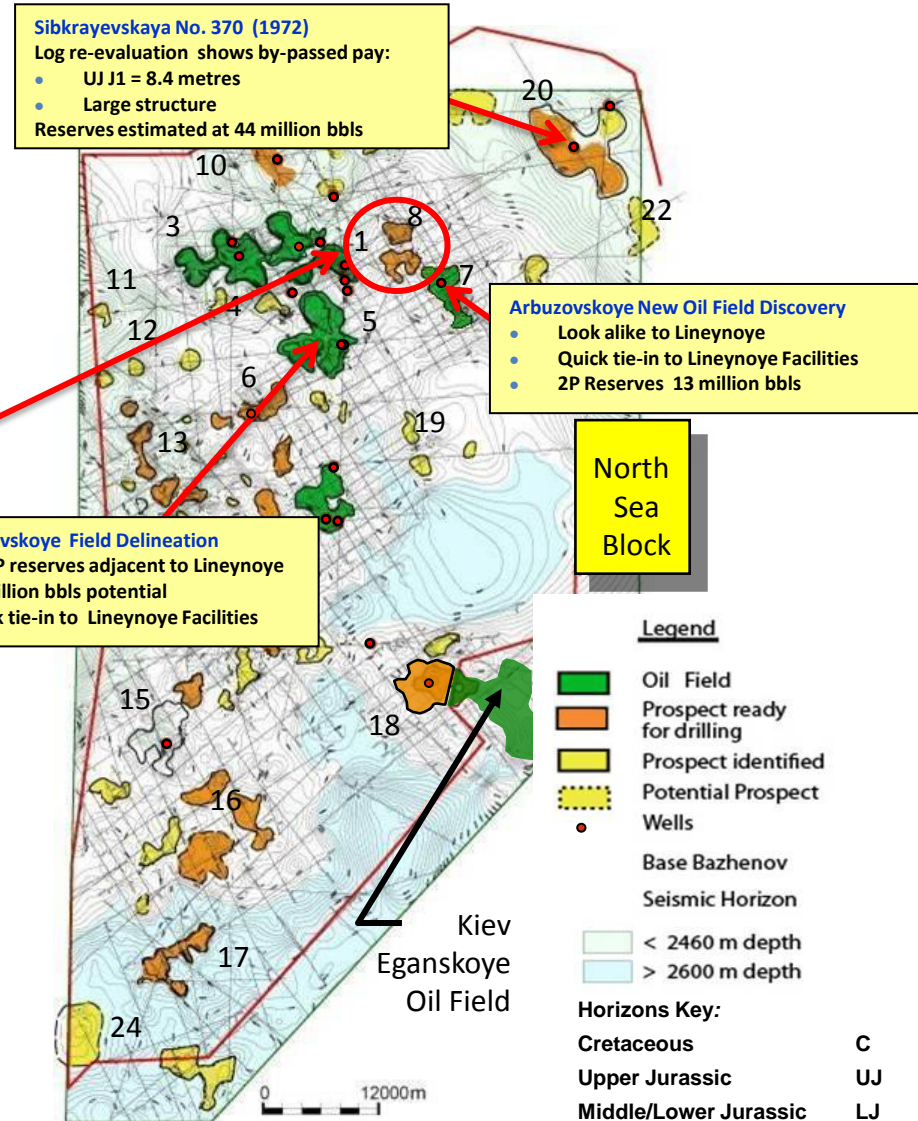 Sibkrayevskaya No. 370 (1972)
Log re-evaluation shows by-passed pay:
• UJ J1 = 8.4 metres
• Large structure
Reserves estimated at 44 million bbls
20
10
22
3
8
1
7
11
4
12
5
Arbuzovskoye New Oil Field Discovery
• Look alike to Lineynoye
• Quick tie-in to Lineynoye Facilities
• 2P Reserves 13 million bbls
6
13
19
North
Sea
Block
vskoye Field Delineation
P reserves adjacent to Lineynoye
illion bbls potential
k tie-in to Lineynoye Facilities
15
18
16
17
24
Kiev
Eganskoye
Oil Field
0 12000m
Legend
Oil Field
Prospect ready
for drilling
Prospect identified
Potential Prospect
Wells
Base Bazhenov
Seismic Horizon
< 2460 m depth
> 2600 m depth
Horizons Key:
Cretaceous C
Upper Jurassic UJ
Middle/Lower Jurassic LJ